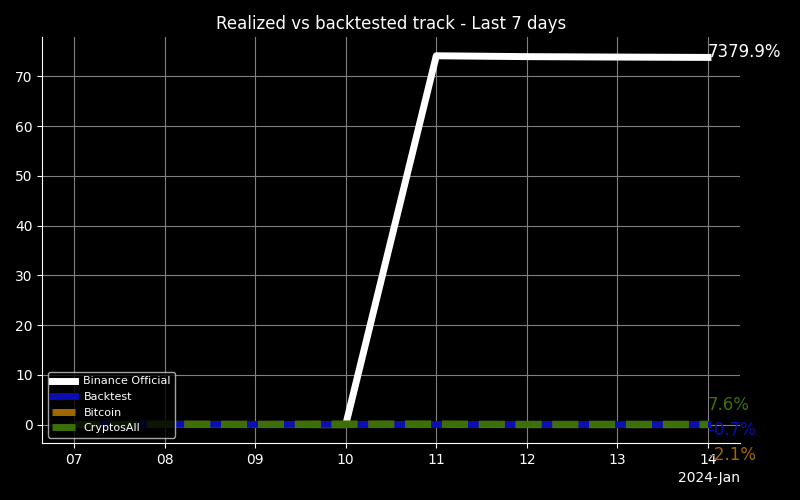 Realized vs backtested track - Last 7 days
7379.9%
70
60
50
40
30
20
10
0
Binance Official
Backtest
Bitcoin
CryptosAll
7.6%
-0.7%
-2.1%
07 08 09 10 11 12 13 14
2024-Jan